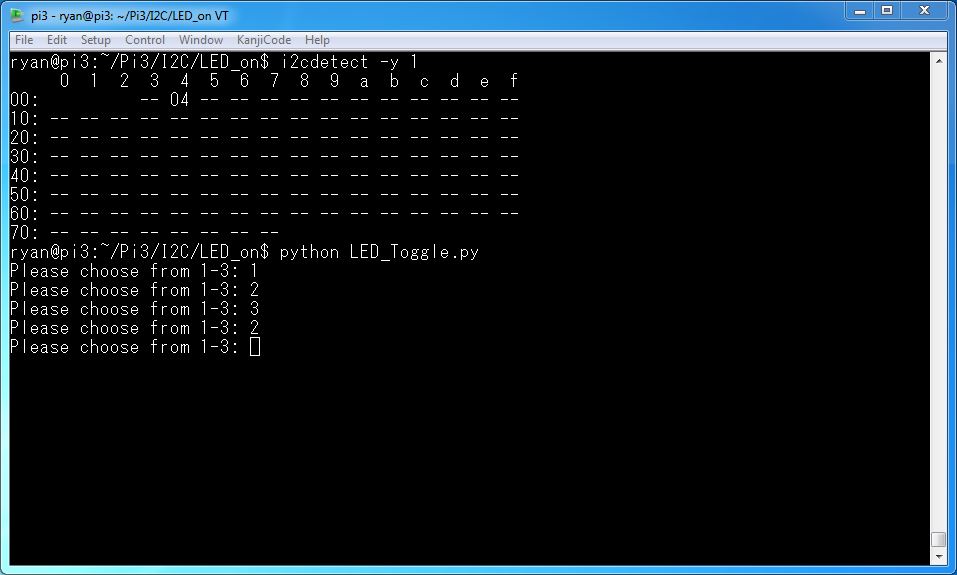 pi3 - ryan@pi3: ~/Pi3/I2C/LED_on VT
File Edit Setup Control Window KanjiCode Help
ryan@pi3:~/Pi3/I2C/LED_on$ i2cdetect -y 1
     0  1  2  3  4  5  6  7  8  9  a  b  c  d  e  f
00:          -- 04 -- -- -- -- -- -- -- -- -- -- --
10: -- -- -- -- -- -- -- -- -- -- -- -- -- -- -- --
20: -- -- -- -- -- -- -- -- -- -- -- -- -- -- -- --
30: -- -- -- -- -- -- -- -- -- -- -- -- -- -- -- --
40: -- -- -- -- -- -- -- -- -- -- -- -- -- -- -- --
50: -- -- -- -- -- -- -- -- -- -- -- -- -- -- -- --
60: -- -- -- -- -- -- -- -- -- -- -- -- -- -- -- --
70: -- -- -- -- -- -- -- --
ryan@pi3:~/Pi3/I2C/LED_on$ python LED_Toggle.py
Please choose from 1-3: 1
Please choose from 1-3: 2
Please choose from 1-3: 3
Please choose from 1-3: 2
Please choose from 1-3: